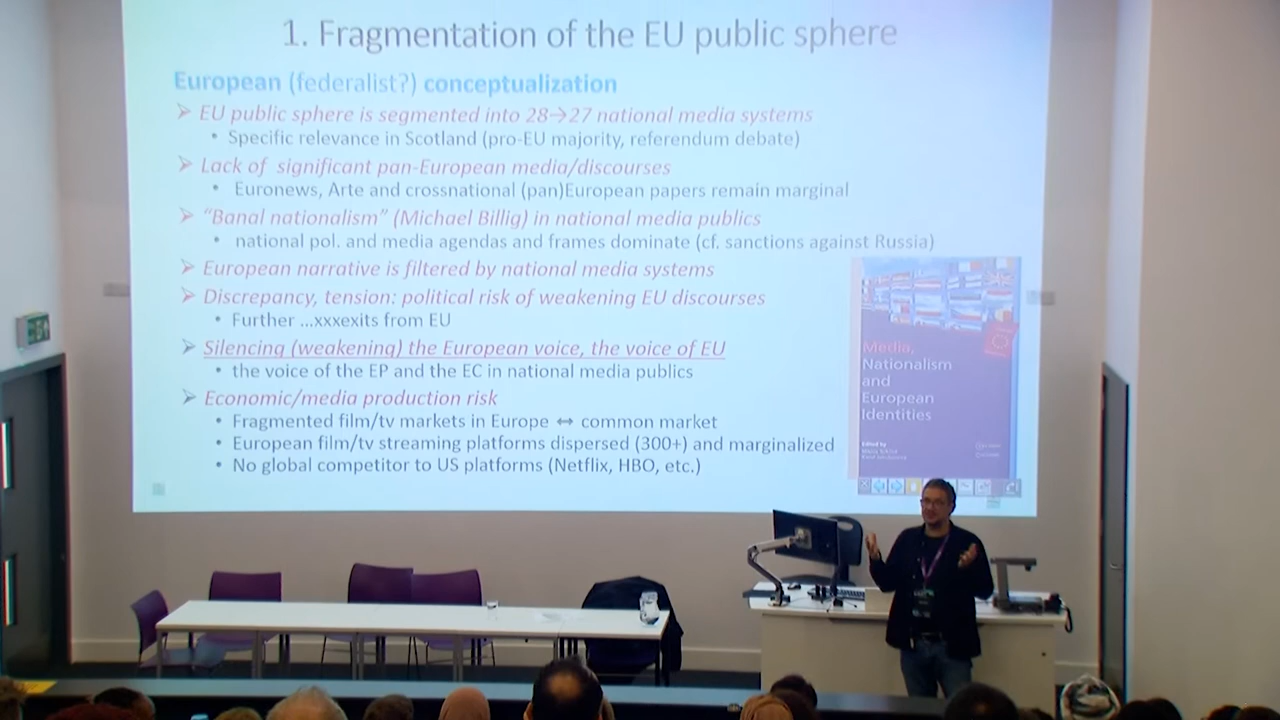 1. Fragmentation of the EU public sphere
European (federalist?) conceptualization
➢ EU public sphere is segmented into 28→27 national media systems
• Specific relevance in Scotland (pro-EU majority, referendum debate)
➢ Lack of significant pan-European media/discourses
• Euronews, Arte and crossnational (pan)European papers remain marginal
➢ "Banal nationalism" (Michael Billig) in national media publics
• national pol. and media agendas and frames dominate (cf. sanctions against Russia)
➢ European narrative is filtered by national media systems
➢ Discrepancy, tension: political risk of weakening EU discourses
• Further ...xxxexits from EU
➢ Silencing (weakening) the European voice, the voice of EU
• the voice of the EP and the EC in national media publics
➢ Economic/media production risk
• Fragmented film/tv markets in Europe ⇔ common market
• European film/tv streaming platforms dispersed (300+) and marginalized
• No global competitor to US platforms (Netflix, HBO, etc.)
Media,
Nationalism
and
European
Identities
Edited by